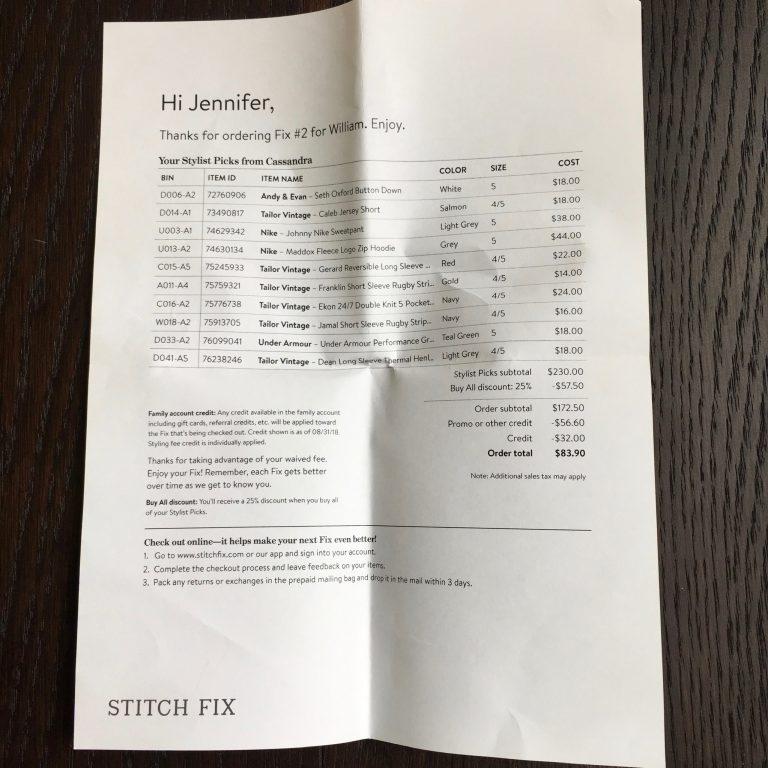 Hi Jennifer,
Thanks for ordering Fix #2 for William. Enjoy.
Your Stylist Picks from Cassandra
BIN ITEM ID ITEM NAME COLOR SIZE COST
D006-A2 72760906 Andy & Evan – Seth Oxford Button Down White 5 $18.00
D014-A1 73490817 Tailor Vintage – Caleb Jersey Short Salmon 4/5 $18.00
U003-A1 74629342 Nike – Johnny Nike Sweatpant Light Grey 5 $38.00
U013-A2 74630134 Nike – Maddox Fleece Logo Zip Hoodie Grey 5 $44.00
C015-A5 75245933 Tailor Vintage – Gerard Reversible Long Sleeve ... Red 4/5 $22.00
A011-A4 75759321 Tailor Vintage – Franklin Short Sleeve Rugby Stri... Gold 4/5 $14.00
C016-A2 75776738 Tailor Vintage – Ekon 24/7 Double Knit 5 Pocket... Navy 4/5 $24.00
W018-A2 75913705 Tailor Vintage – Jamal Short Sleeve Rugby Strip... Navy 4/5 $16.00
D033-A2 76099041 Under Armour – Under Armour Performance Gr... Teal Green 5 $18.00
D041-A5 76238246 Tailor Vintage – Dean Long Sleeve Thermal Henl... Light Grey 4/5 $18.00
Stylist Picks subtotal $230.00
Buy All discount: 25% -$57.50
Order subtotal $172.50
Promo or other credit -$56.60
Credit -$32.00
Order total $83.90
Note: Additional sales tax may apply
Family account credit: Any credit available in the family account
including gift cards, referral credits, etc. will be applied toward
the Fix that's being checked out. Credit shown is as of 08/31/18.
Styling fee credit is individually applied.
Thanks for taking advantage of your waived fee.
Enjoy your Fix! Remember, each Fix gets better
over time as we get to know you.
Buy All discount: You'll receive a 25% discount when you buy all
of your Stylist Picks.
Check out online—it helps make your next Fix even better!
1. Go to www.stitchfix.com or our app and sign into your account.
2. Complete the checkout process and leave feedback on your items.
3. Pack any returns or exchanges in the prepaid mailing bag and drop it in the mail within 3 days.
STITCH FIX